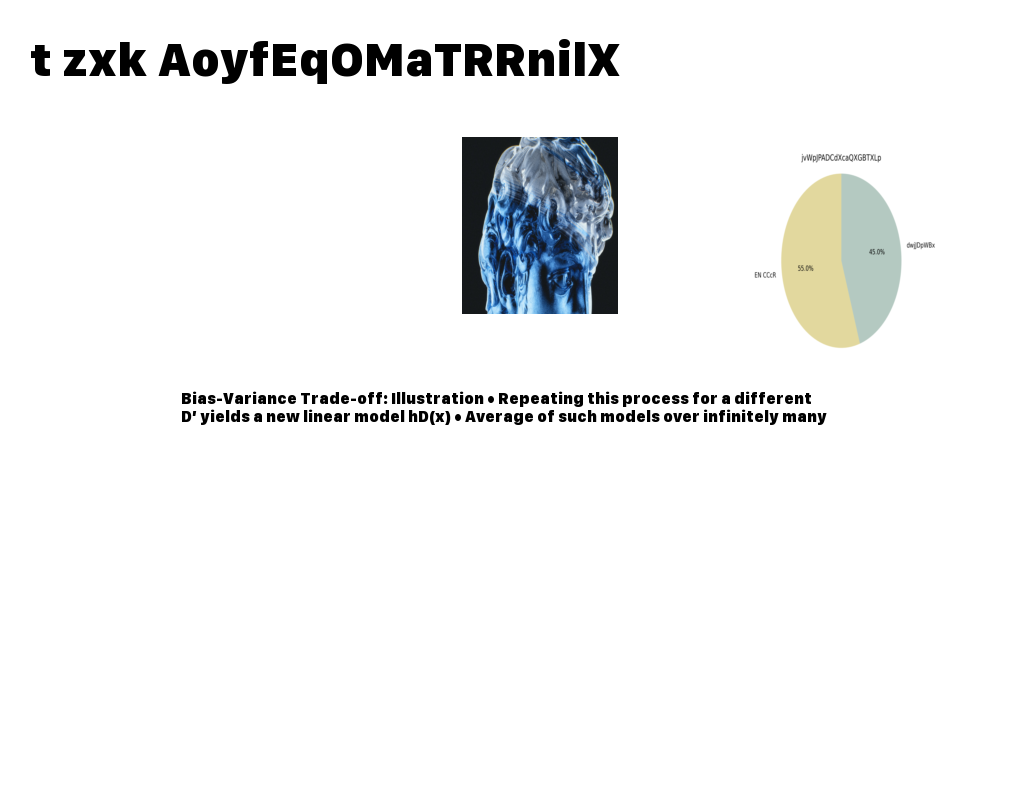 t zxk AoyfEqOMaTRRnilX
jvWpJPADCdXcaQXGBTXLp
dwjJDpWBx
45.0%
55.0%
EN CCcR
Bias-Variance Trade-off: Illustration • Repeating this process for a different
D′ yields a new linear model hD(x) • Average of such models over infinitely many